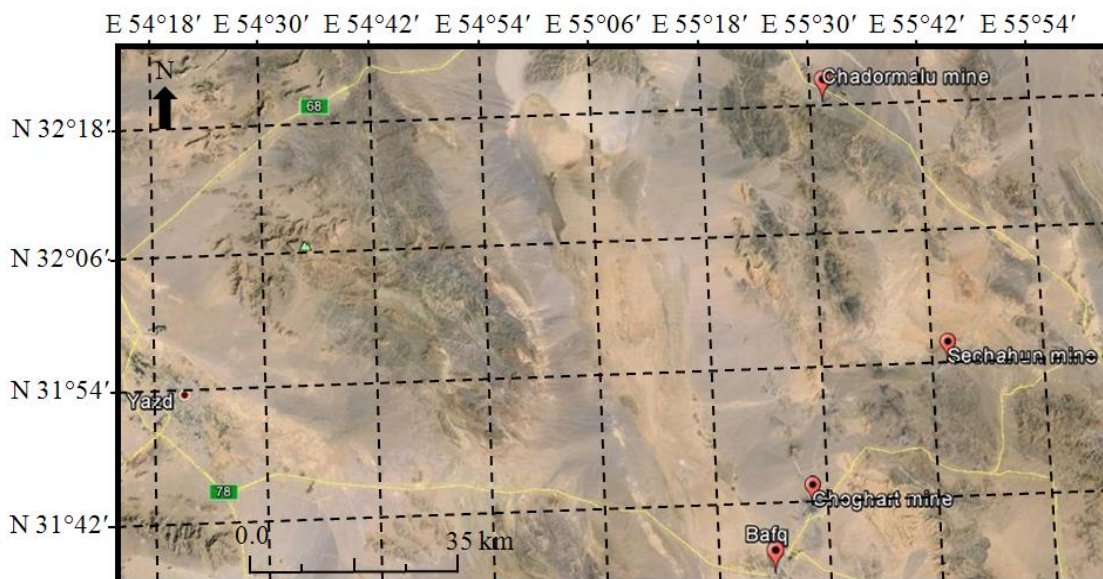 E 54°18′ E 54°30′ E 54°42′ E 54°54′ E 55°06′ E 55°18′ E 55°30′ E 55°42′ E 55°54′
N
Chadormalu mine
68
N 32°18′
N 32°06′
Sechahun mine
N 31°54′
Yazd
78
Choghart mine
N 31°42′
0.0 35 km
Bafq